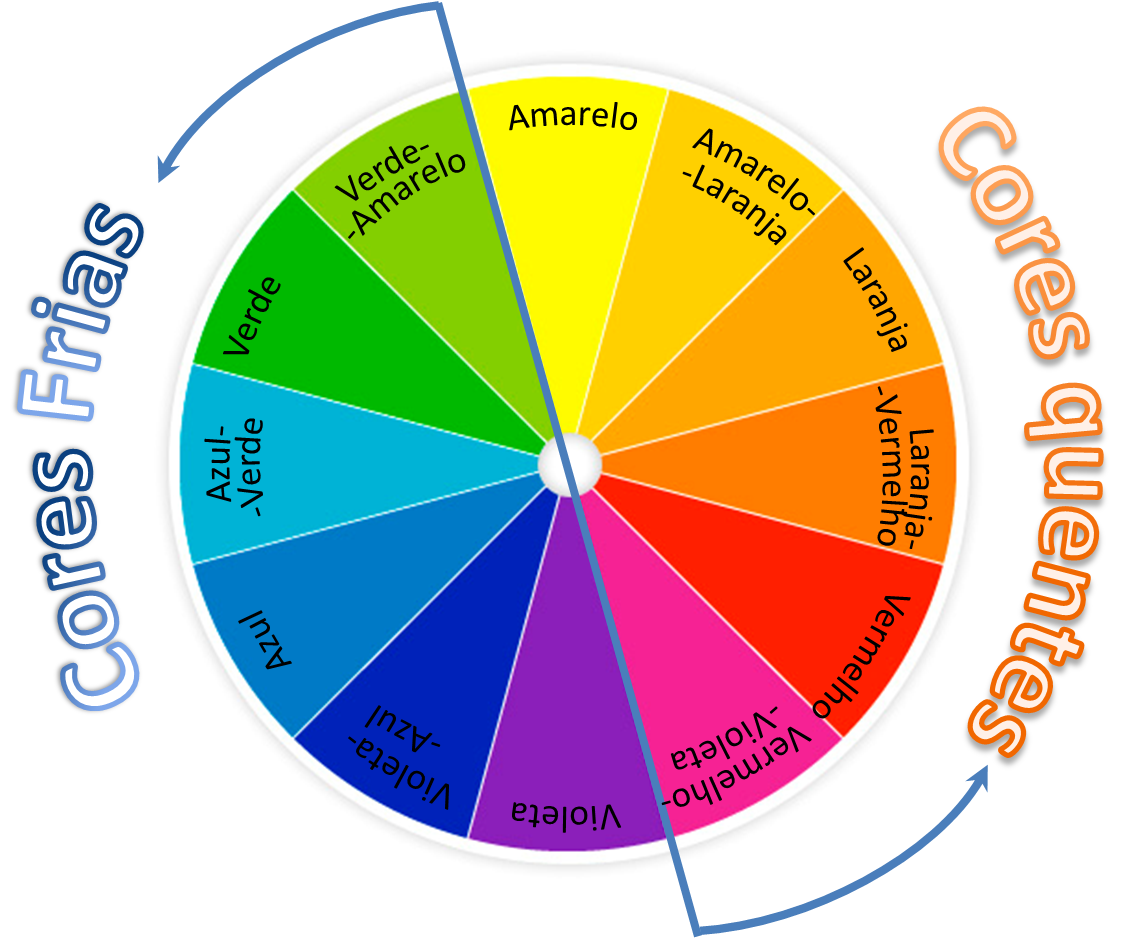 Cores Frias
Cores quentes
Amarelo
Amarelo-
-Laranja
Laranja
Laranja-
-Vermelho
Vermelho
Vermelho-
-Violeta
Violeta
Violeta-
-Azul
Azul
Azul-
-Verde
Verde
Verde-
-Amarelo